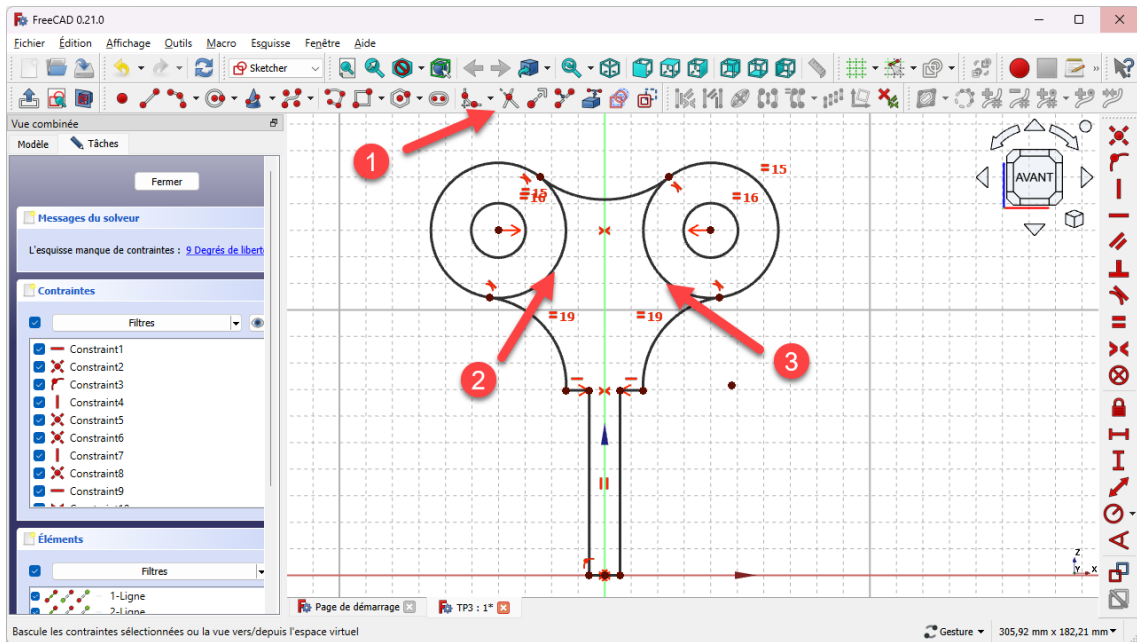 FreeCAD 0.21.0
Fichier Édition Affichage Outils Macro Esquisse Fenêtre Aide
Sketcher
Vue combinée
Modèle Tâches
Fermer
Messages du solveur
L'esquisse manque de contraintes : 9 Degrés de liberté
Contraintes
Filtres
Constraint1
Constraint2
Constraint3
Constraint4
Constraint5
Constraint6
Constraint7
Constraint8
Constraint9
Éléments
Filtres
1-Ligne
2-Ligne
1
15
16
15
16
AVANT
19
19
2
3
Z
Y X
Page de démarrage TP3 : 1*
Bascule les contraintes sélectionnées ou la vue vers/depuis l'espace virtuel
Gesture 305,92 mm x 182,21 mm